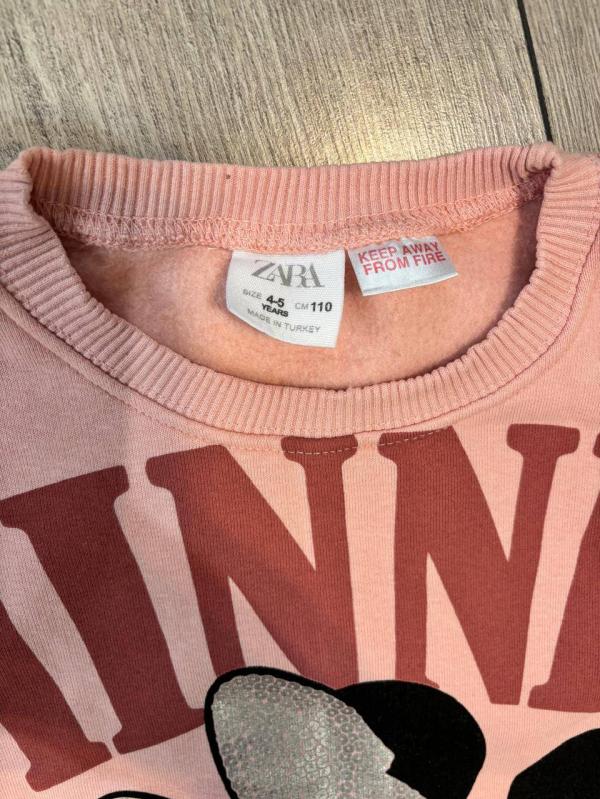 ZARA
SIZE 4-5 YEARS CM 110
MADE IN TURKEY
KEEP AWAY
FROM FIRE
INN